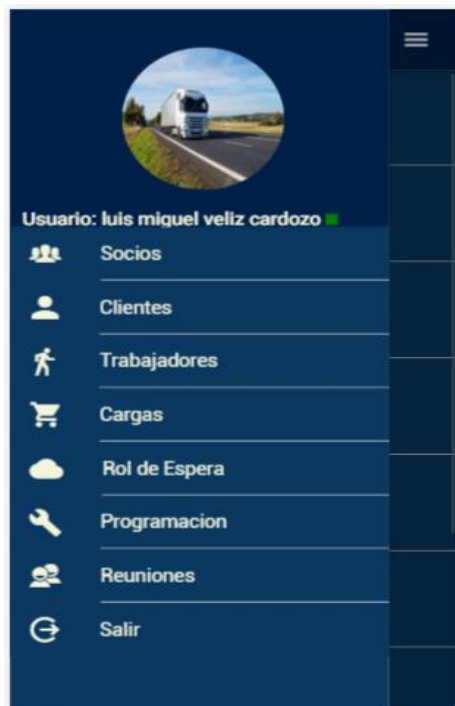 Usuario: luis miguel veliz cardozo
Socios
Clientes
Trabajadores
Cargas
Rol de Espera
Programacion
Reuniones
Salir